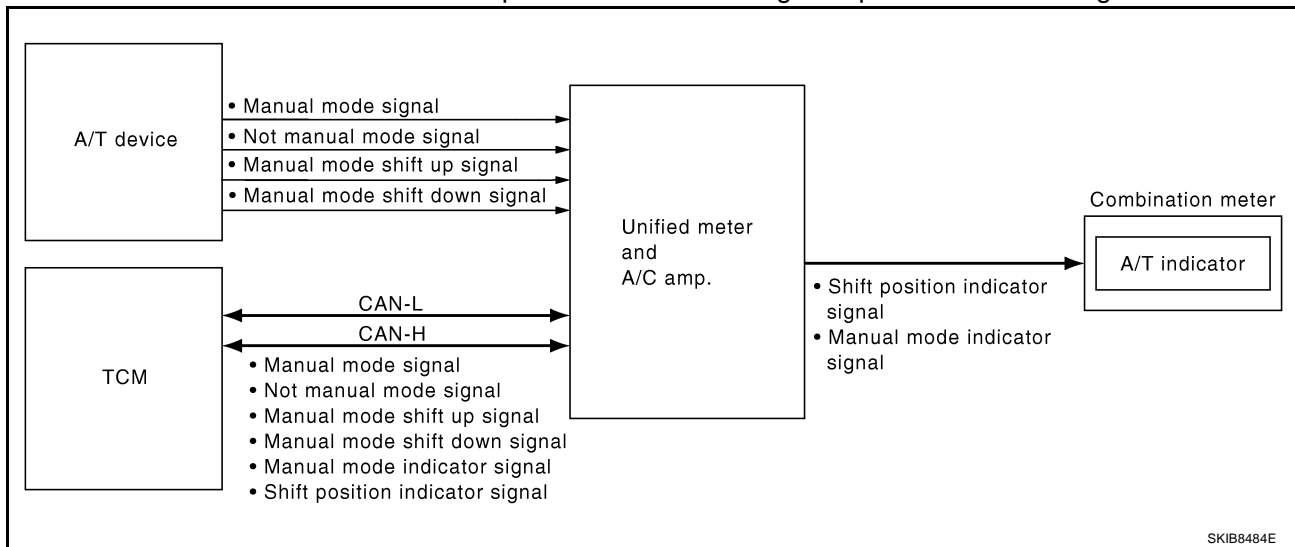 A/T device
• Manual mode signal
• Not manual mode signal
• Manual mode shift up signal
• Manual mode shift down signal
TCM
CAN-L
CAN-H
• Manual mode signal
• Not manual mode signal
• Manual mode shift up signal
• Manual mode shift down signal
• Manual mode indicator signal
• Shift position indicator signal
Unified meter
and
A/C amp.
• Shift position indicator
signal
• Manual mode indicator
signal
Combination meter
A/T indicator
SKIB8484E